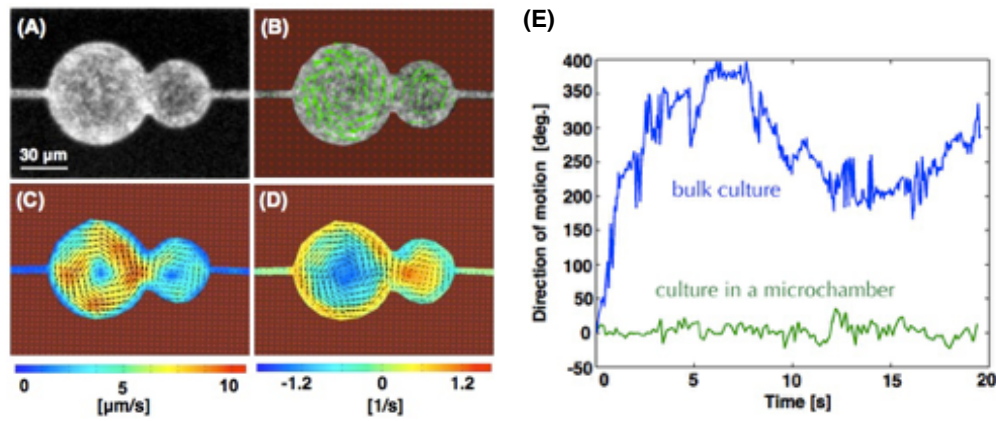 (A)
(B)
30 µm
(C)
(D)
0 5 10
[µm/s]
-1.2 0 1.2
[1/s]
(E)
Direction of motion [deg.]
400
350
300
250
200
150
100
50
0
-50
bulk culture
culture in a microchamber
0 5 10 15 20
Time [s]